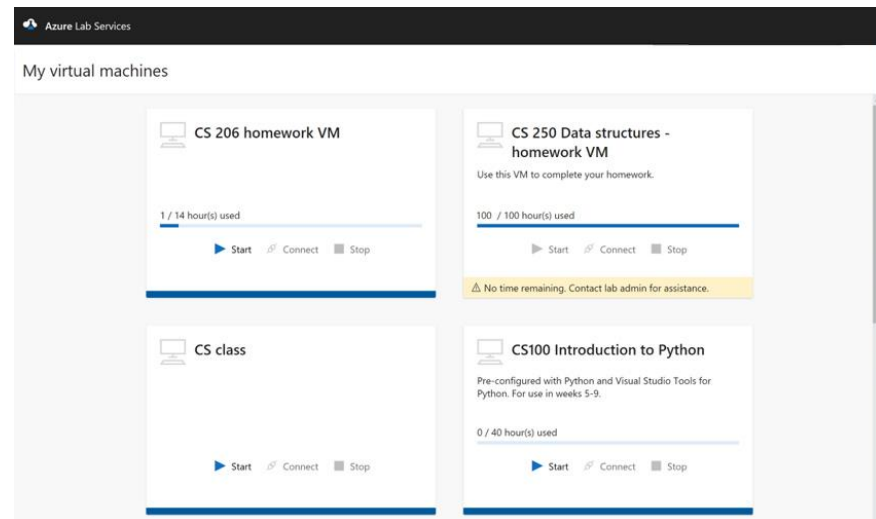 Azure Lab Services
My virtual machines
CS 206 homework VM
1 / 14 hour(s) used
Start Connect Stop
CS 250 Data structures -
homework VM
Use this VM to complete your homework.
100 / 100 hour(s) used
Start Connect Stop
No time remaining. Contact lab admin for assistance.
CS class
Start Connect Stop
CS100 Introduction to Python
Pre-configured with Python and Visual Studio Tools for
Python. For use in weeks 5-9.
0 / 40 hour(s) used
Start Connect Stop